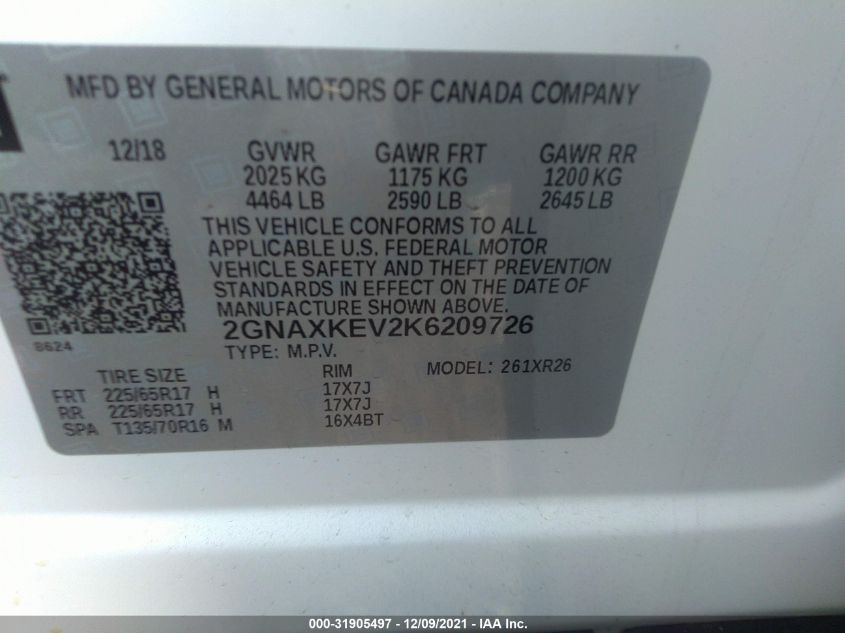 MFD BY GENERAL MOTORS OF CANADA COMPANY
12/18 GVWR GAWR FRT GAWR RR
2025 KG 1175 KG 1200 KG
4464 LB 2590 LB 2645 LB
THIS VEHICLE CONFORMS TO ALL
APPLICABLE U.S. FEDERAL MOTOR
VEHICLE SAFETY AND THEFT PREVENTION
STANDARDS IN EFFECT ON THE DATE OF
MANUFACTURE SHOWN ABOVE.
2GNAXKEV2K6209726
8624
TYPE: M.P.V.
MODEL: 261XR26
TIRE SIZE RIM
FRT 225/65R17 H 17X7J
RR 225/65R17 H 17X7J
SPA T135/70R16 M 16X4BT
000-31905497 - 12/09/2021 - IAA Inc.